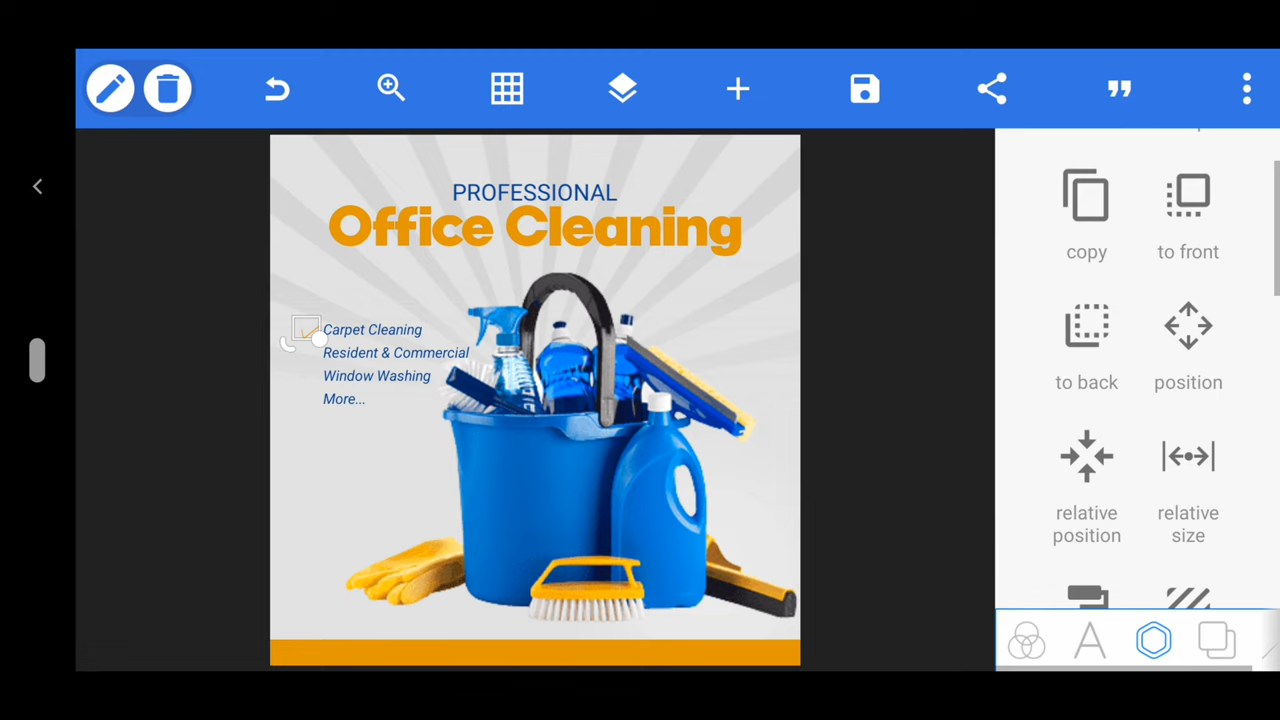 PROFESSIONAL
Office Cleaning
Carpet Cleaning
Resident & Commercial
Window Washing
More...
copy
to front
to back
position
relative
position
relative
size